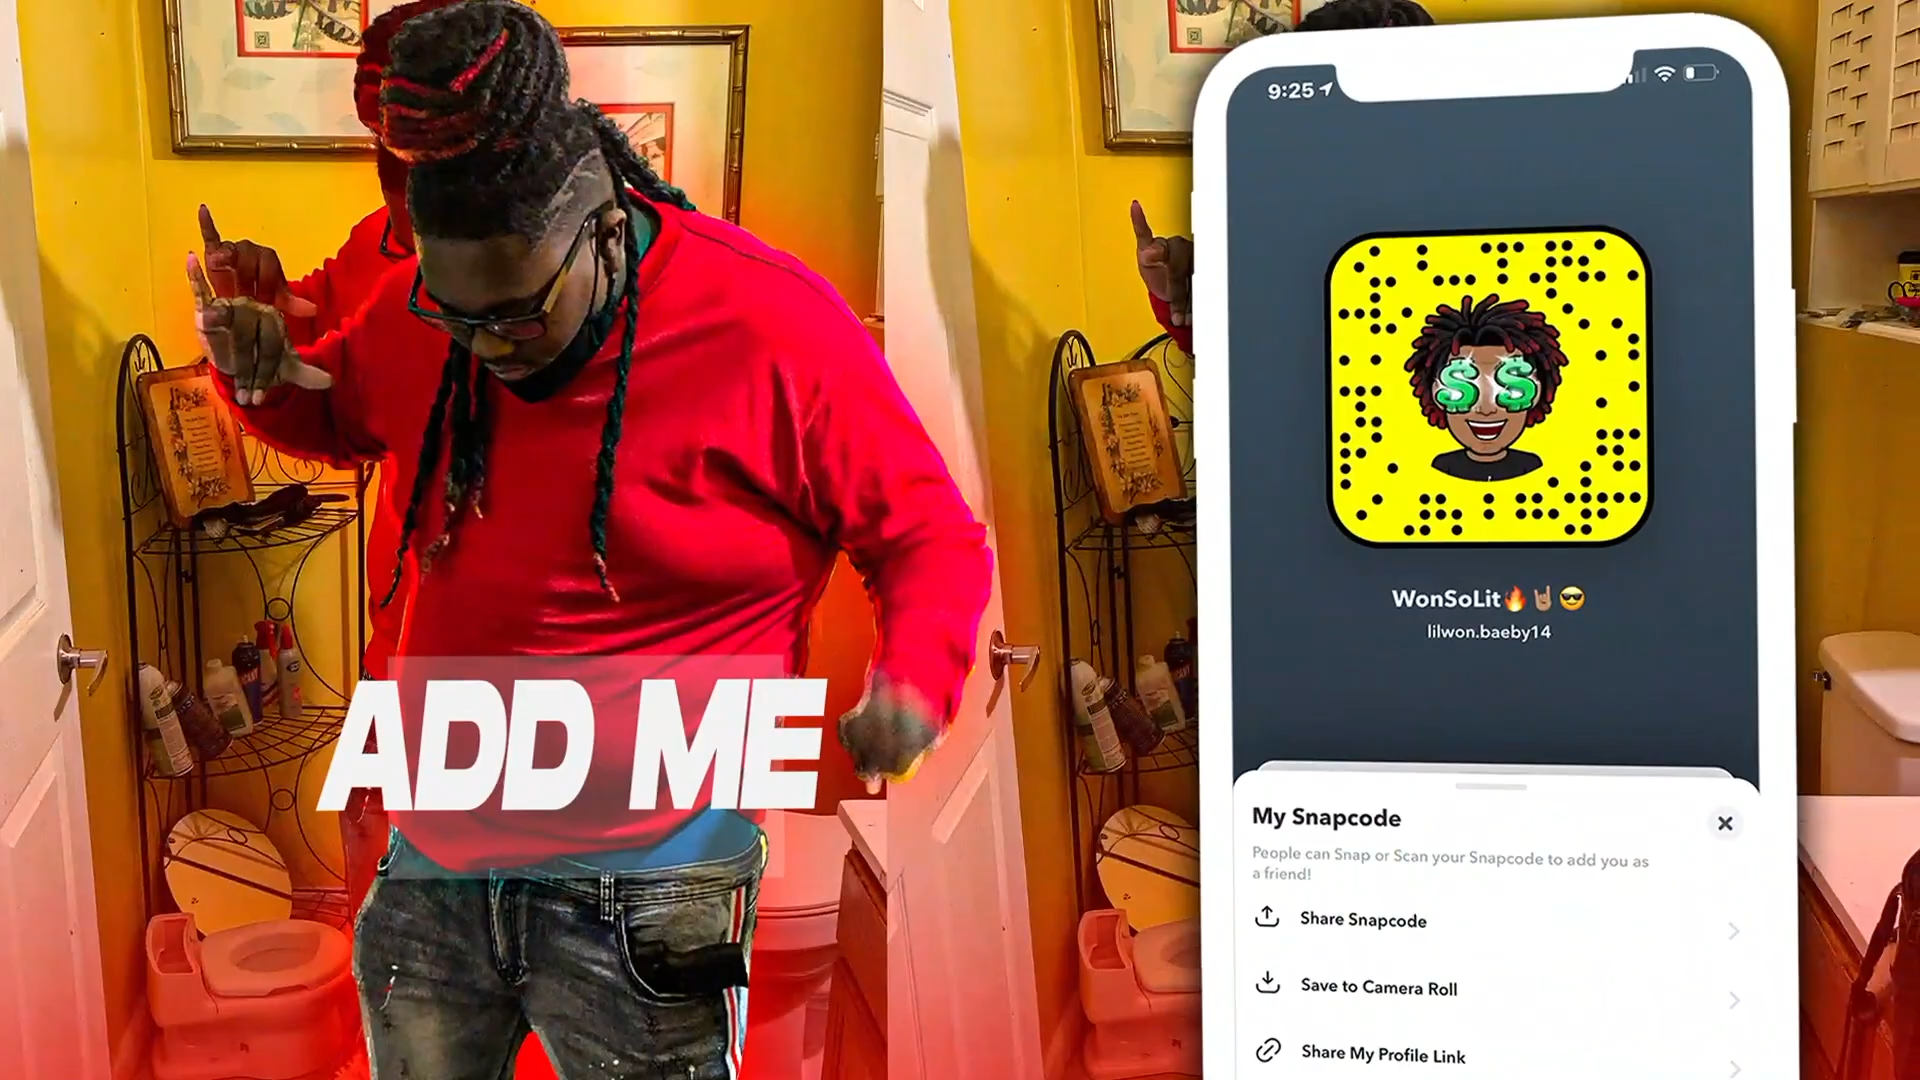 ADD ME
9:25
WonSoLit🔥🤘🏽😎
lilwon.baeby14
My Snapcode
People can Snap or Scan your Snapcode to add you as
a friend!
Share Snapcode
Save to Camera Roll
Share My Profile Link